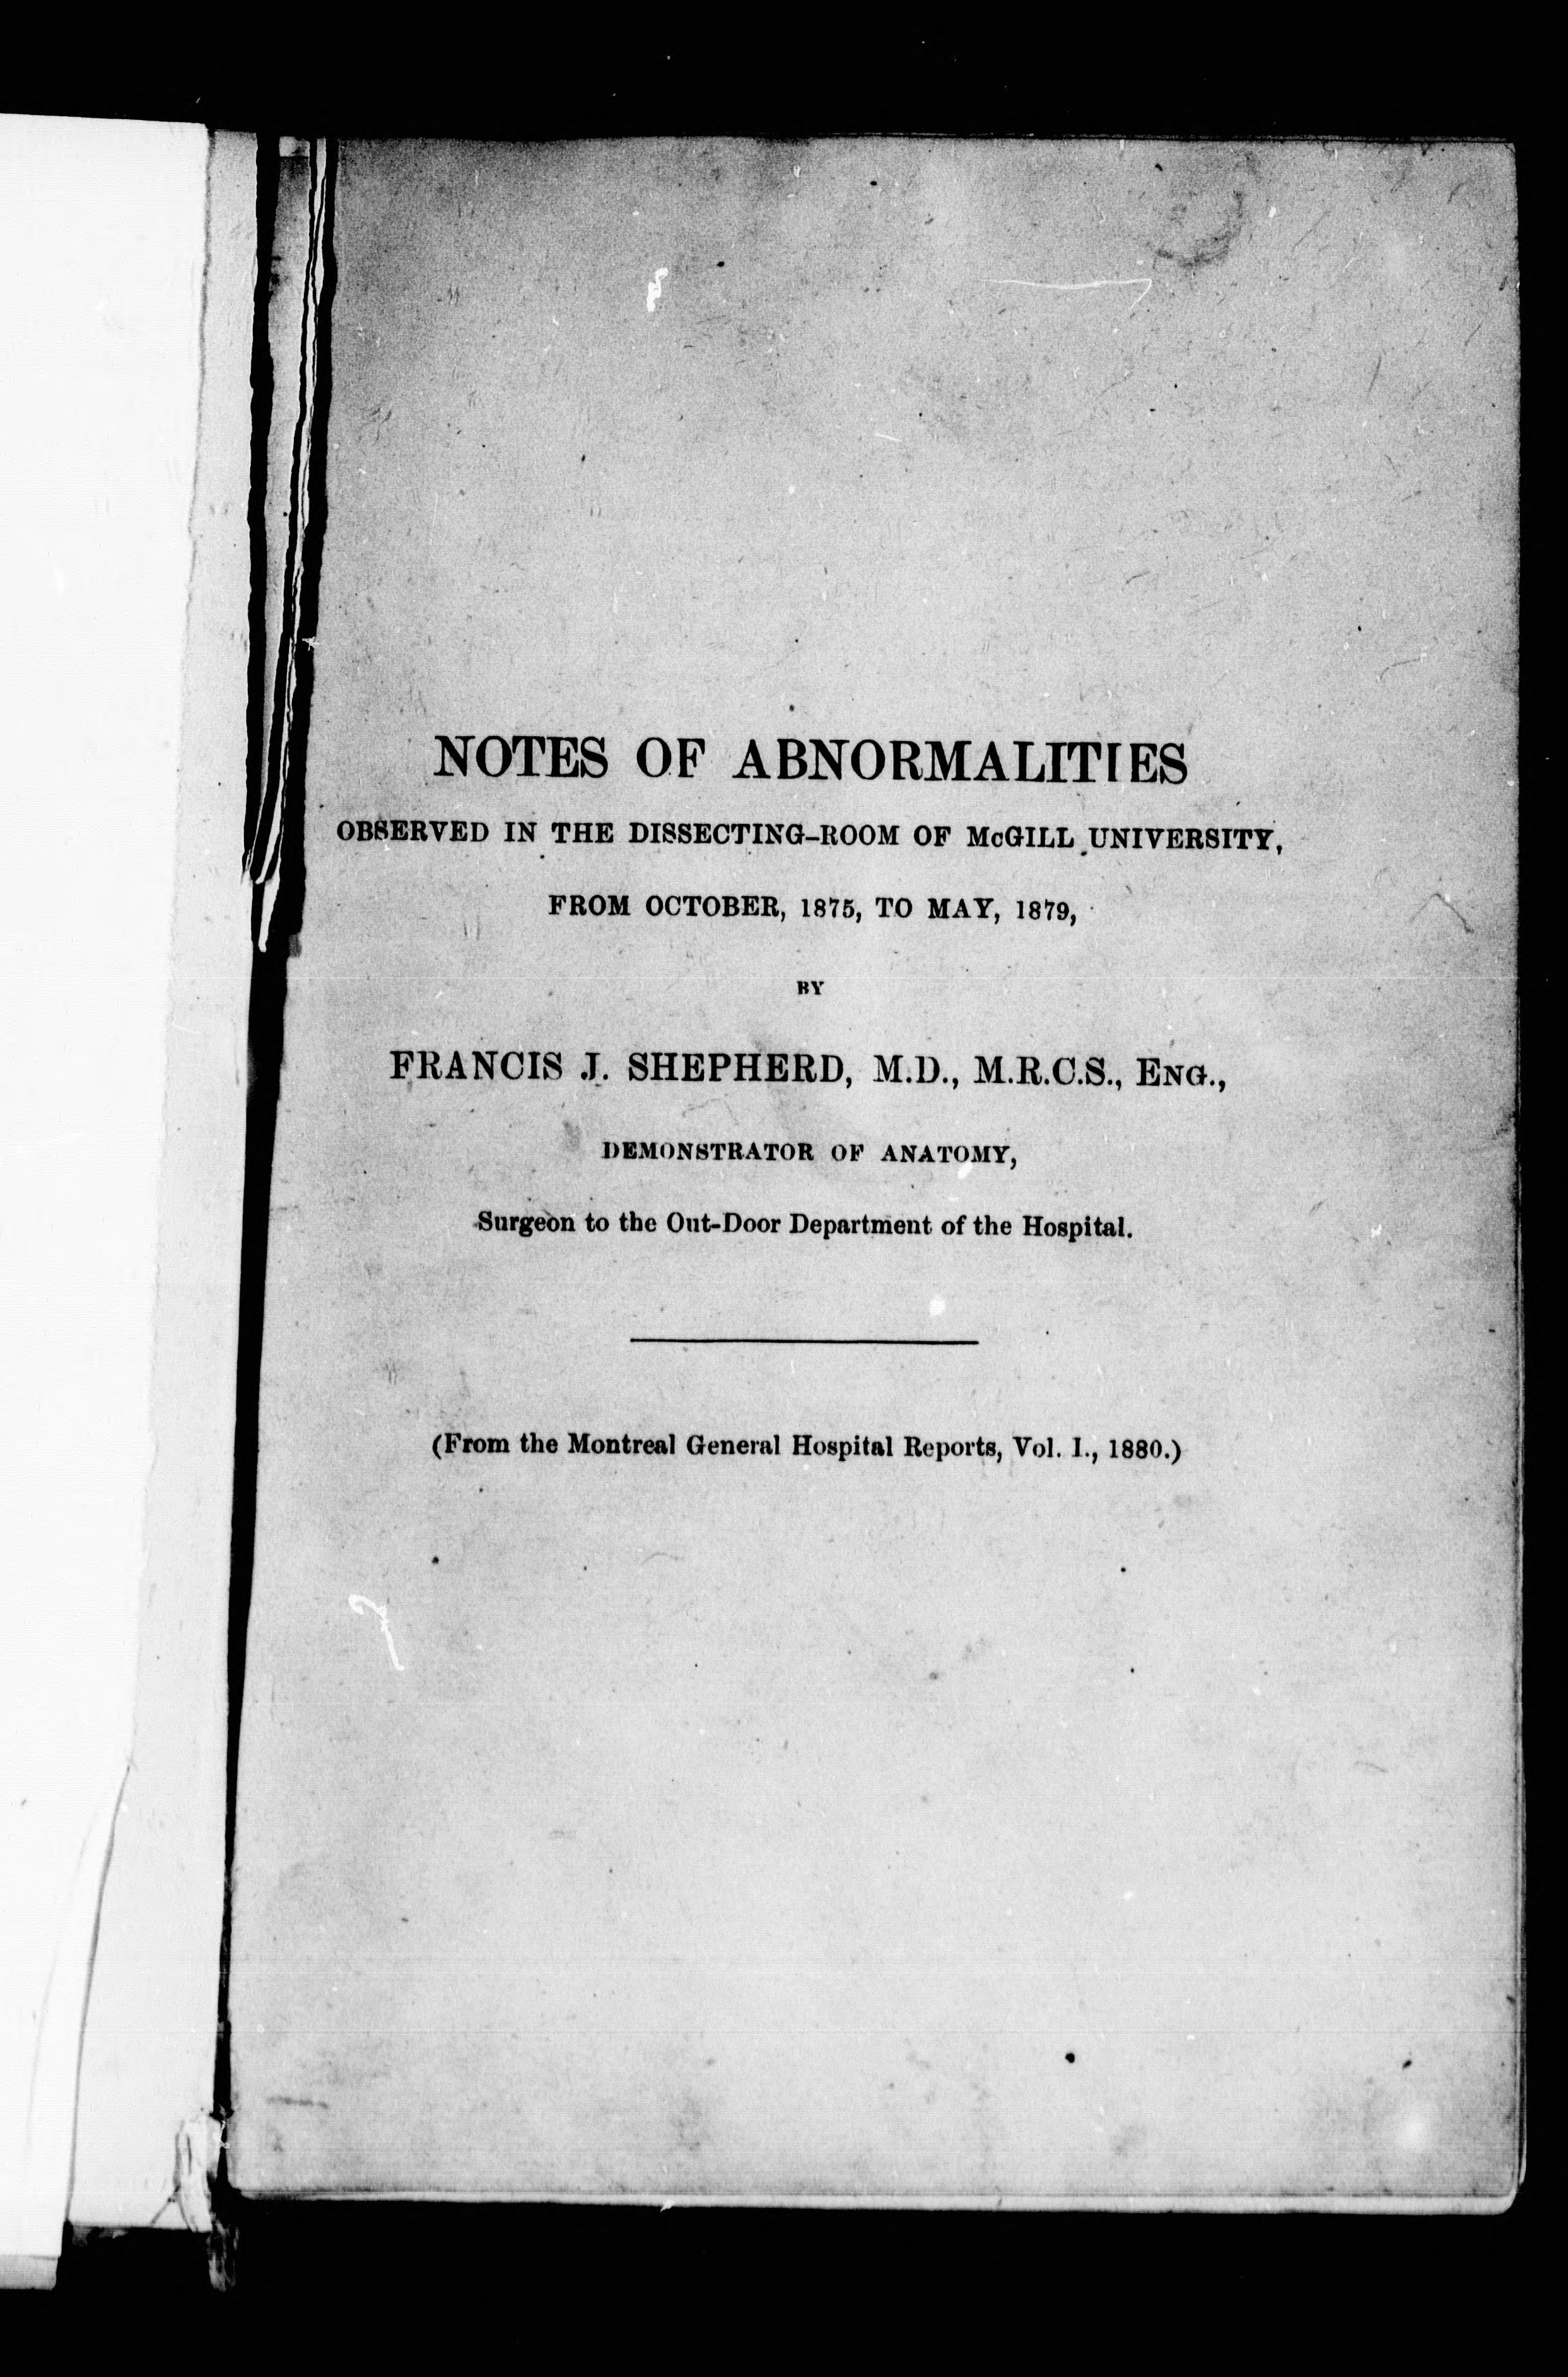 NOTES OF ABNORMALITIES
OBSERVED IN THE DISSECTING-ROOM OF McGILL UNIVERSITY,
FROM OCTOBER, 1875, TO MAY, 1879,
BY
FRANCIS J. SHEPHERD, M.D., M.R.C.S., ENG.,
DEMONSTRATOR OF ANATOMY,
Surgeon to the Out-Door Department of the Hospital.
(From the Montreal General Hospital Reports, Vol. I., 1880.)